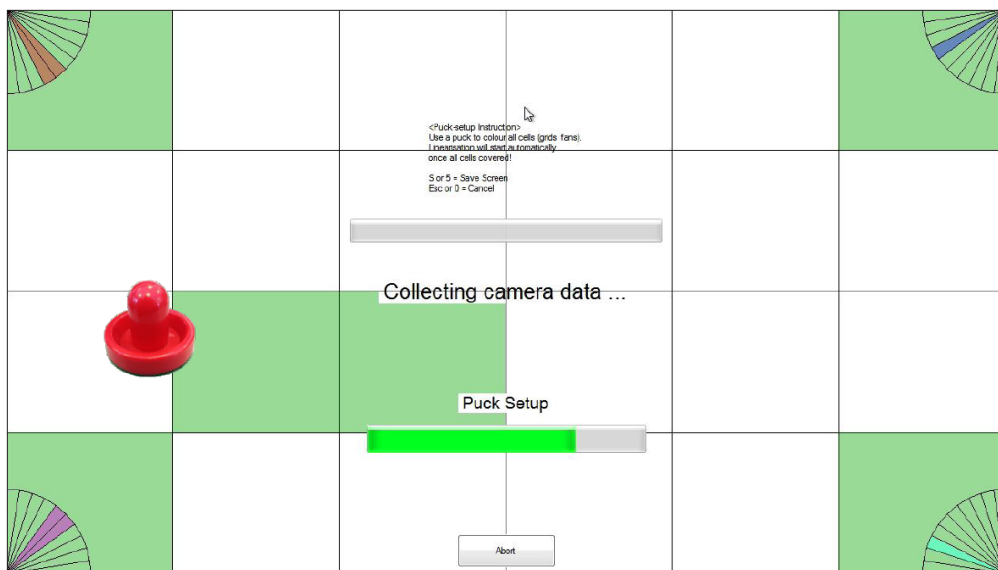 <Puck-setup Instruction>
Use a puck to colour all cells (grids, fans).
Linearisation will start automatically
once all cells covered!
S or 5 = Save Screen
Esc or 0 = Cancel
Collecting camera data ...
Puck Setup
Abort